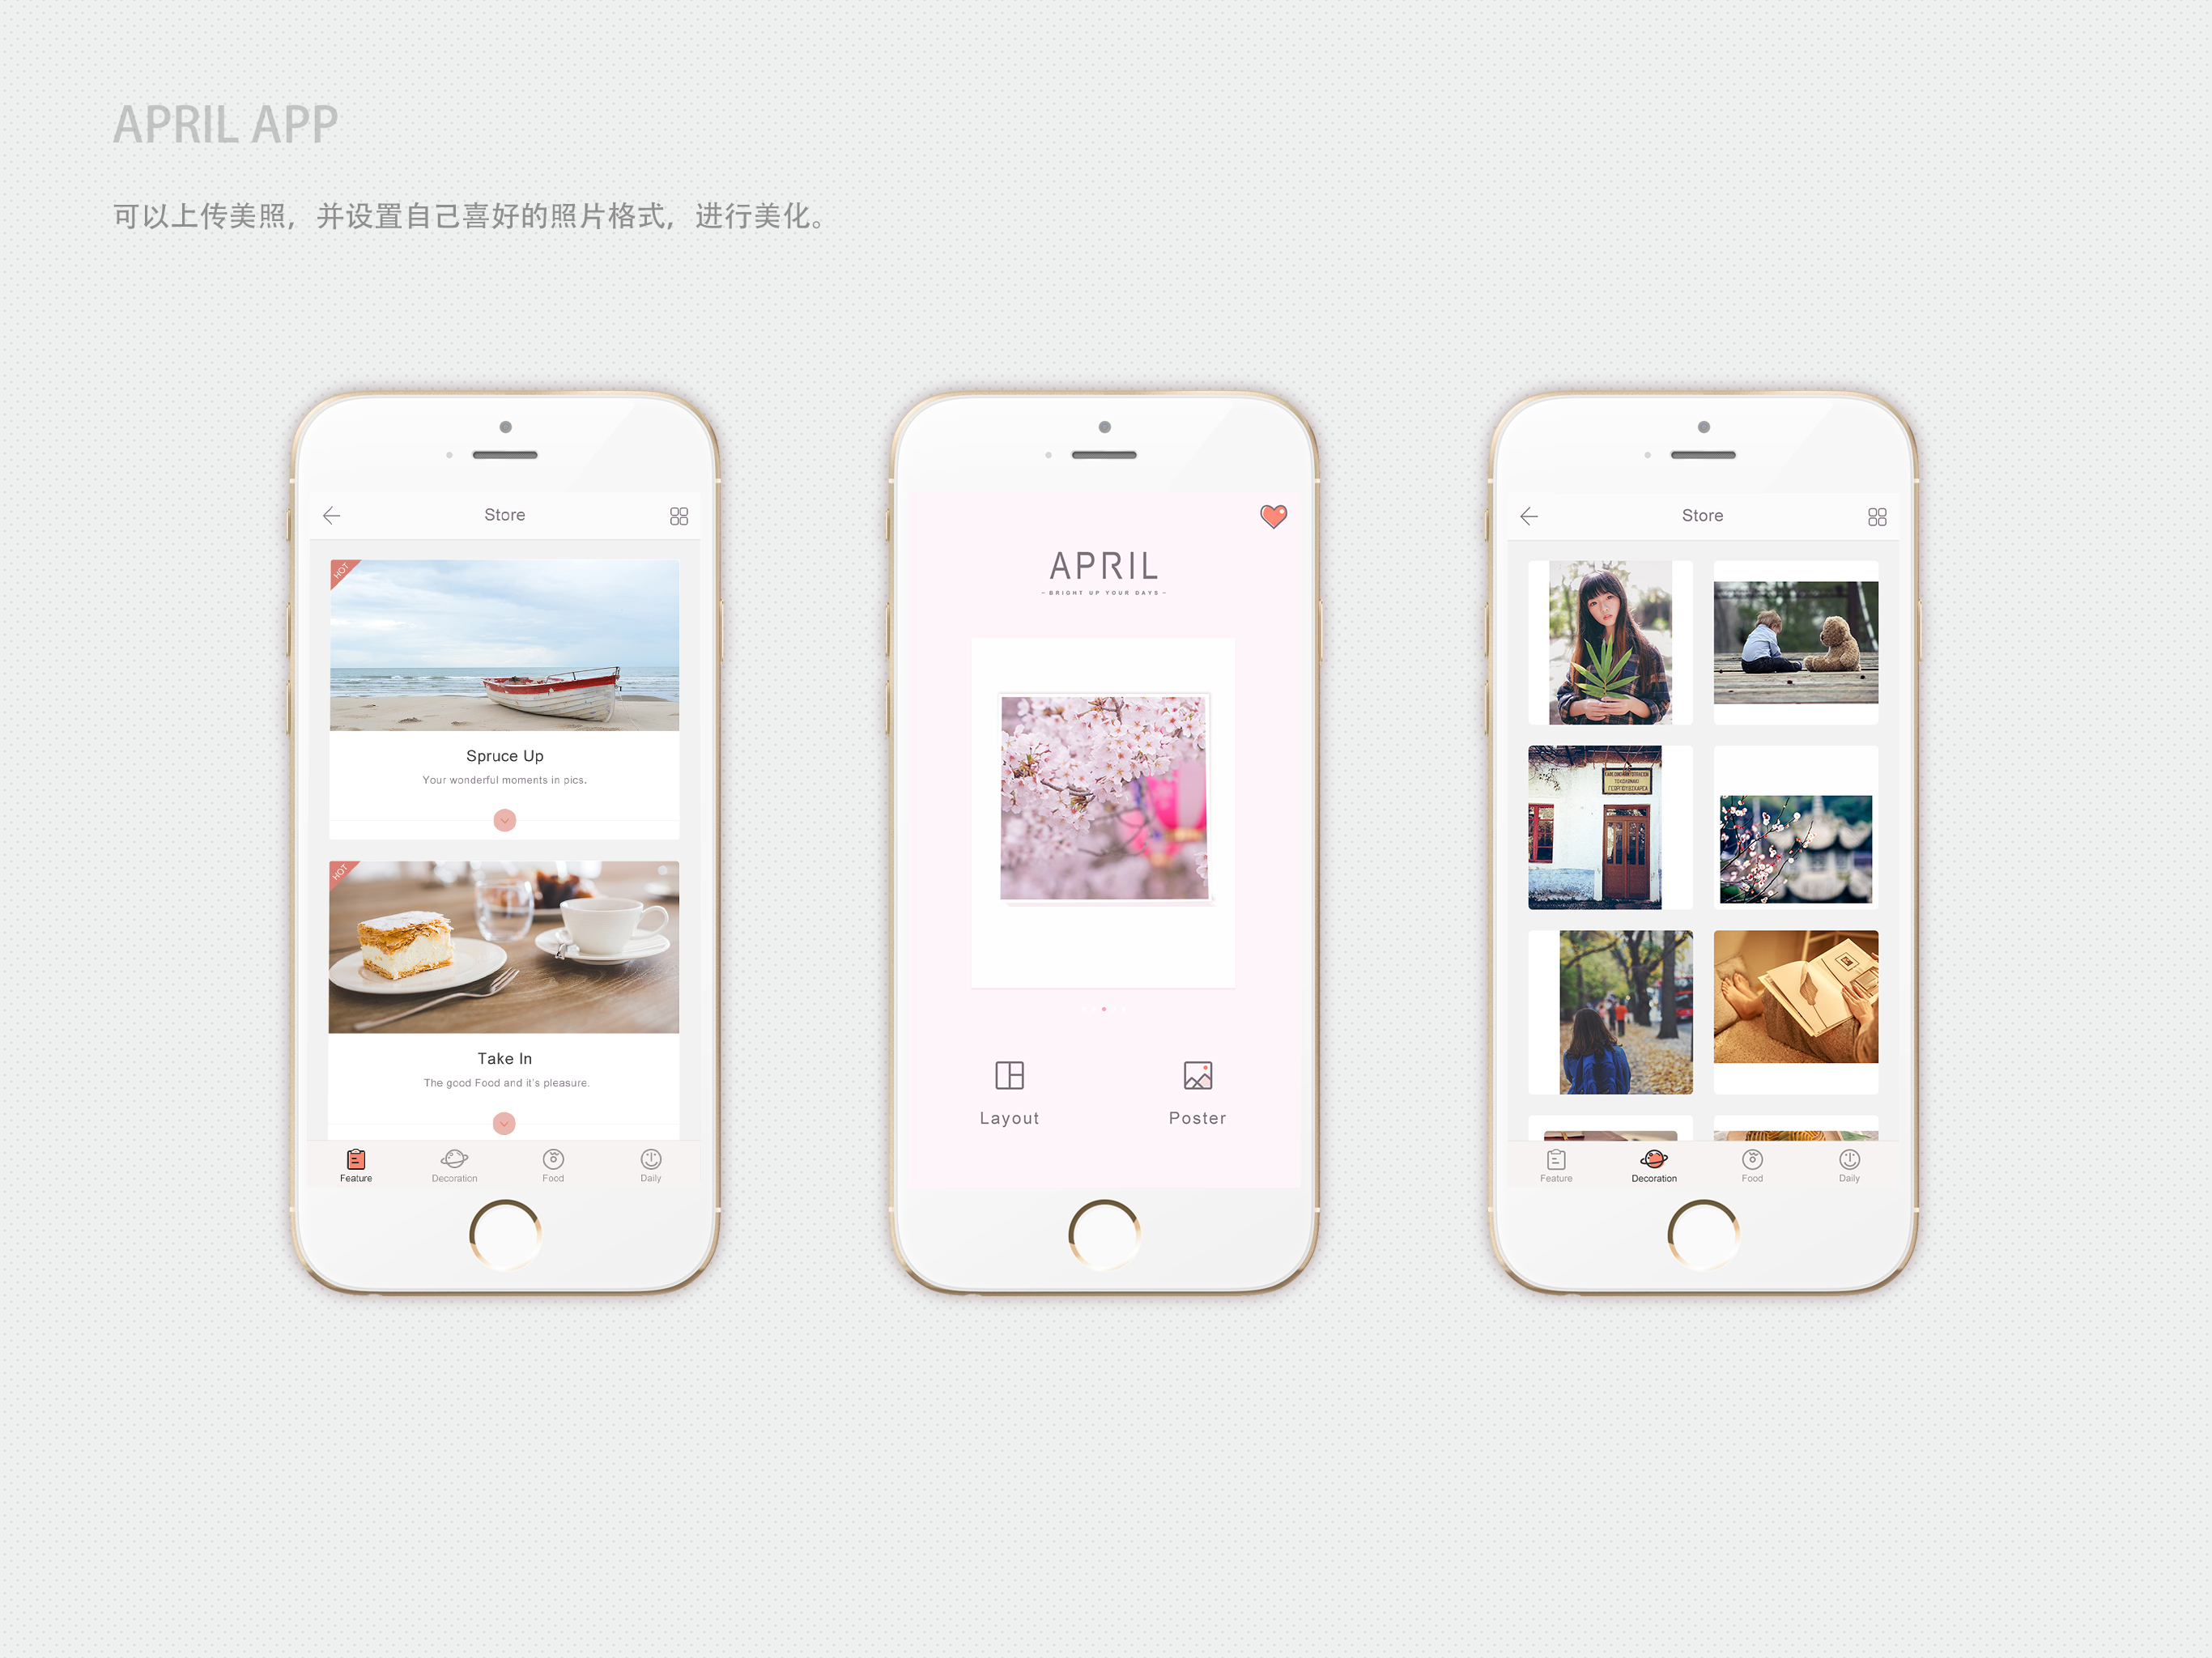 APRIL APP
可以上传美照，并设置自己喜好的照片格式，进行美化。
Store
HOT
Spruce Up
Your wonderful moments in pics.
HOT
Take In
The good Food and it's pleasure.
Feature
Decoration
Food
Daily
APRIL
- BRIGHT UP YOUR DAYS -
Layout
Poster
Store
Feature
Decoration
Food
Daily